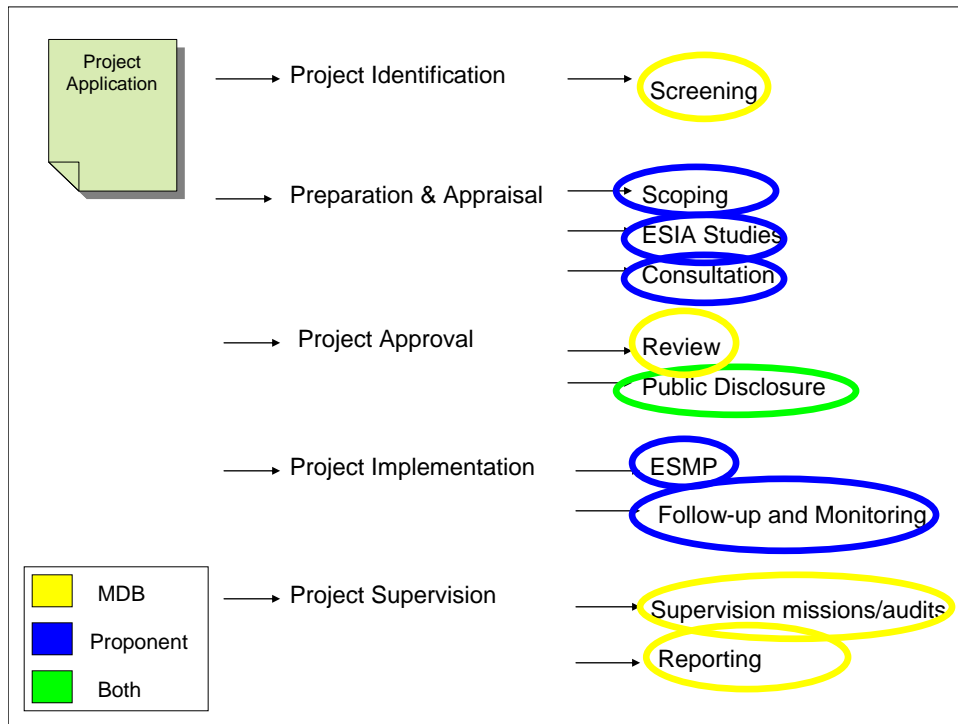 Project
Application
Project Identification
Screening
Preparation & Appraisal
Scoping
ESIA Studies
Consultation
Project Approval
Review
Public Disclosure
Project Implementation
ESMP
Follow-up and Monitoring
Project Supervision
Supervision missions/audits
Reporting
MDB
Proponent
Both